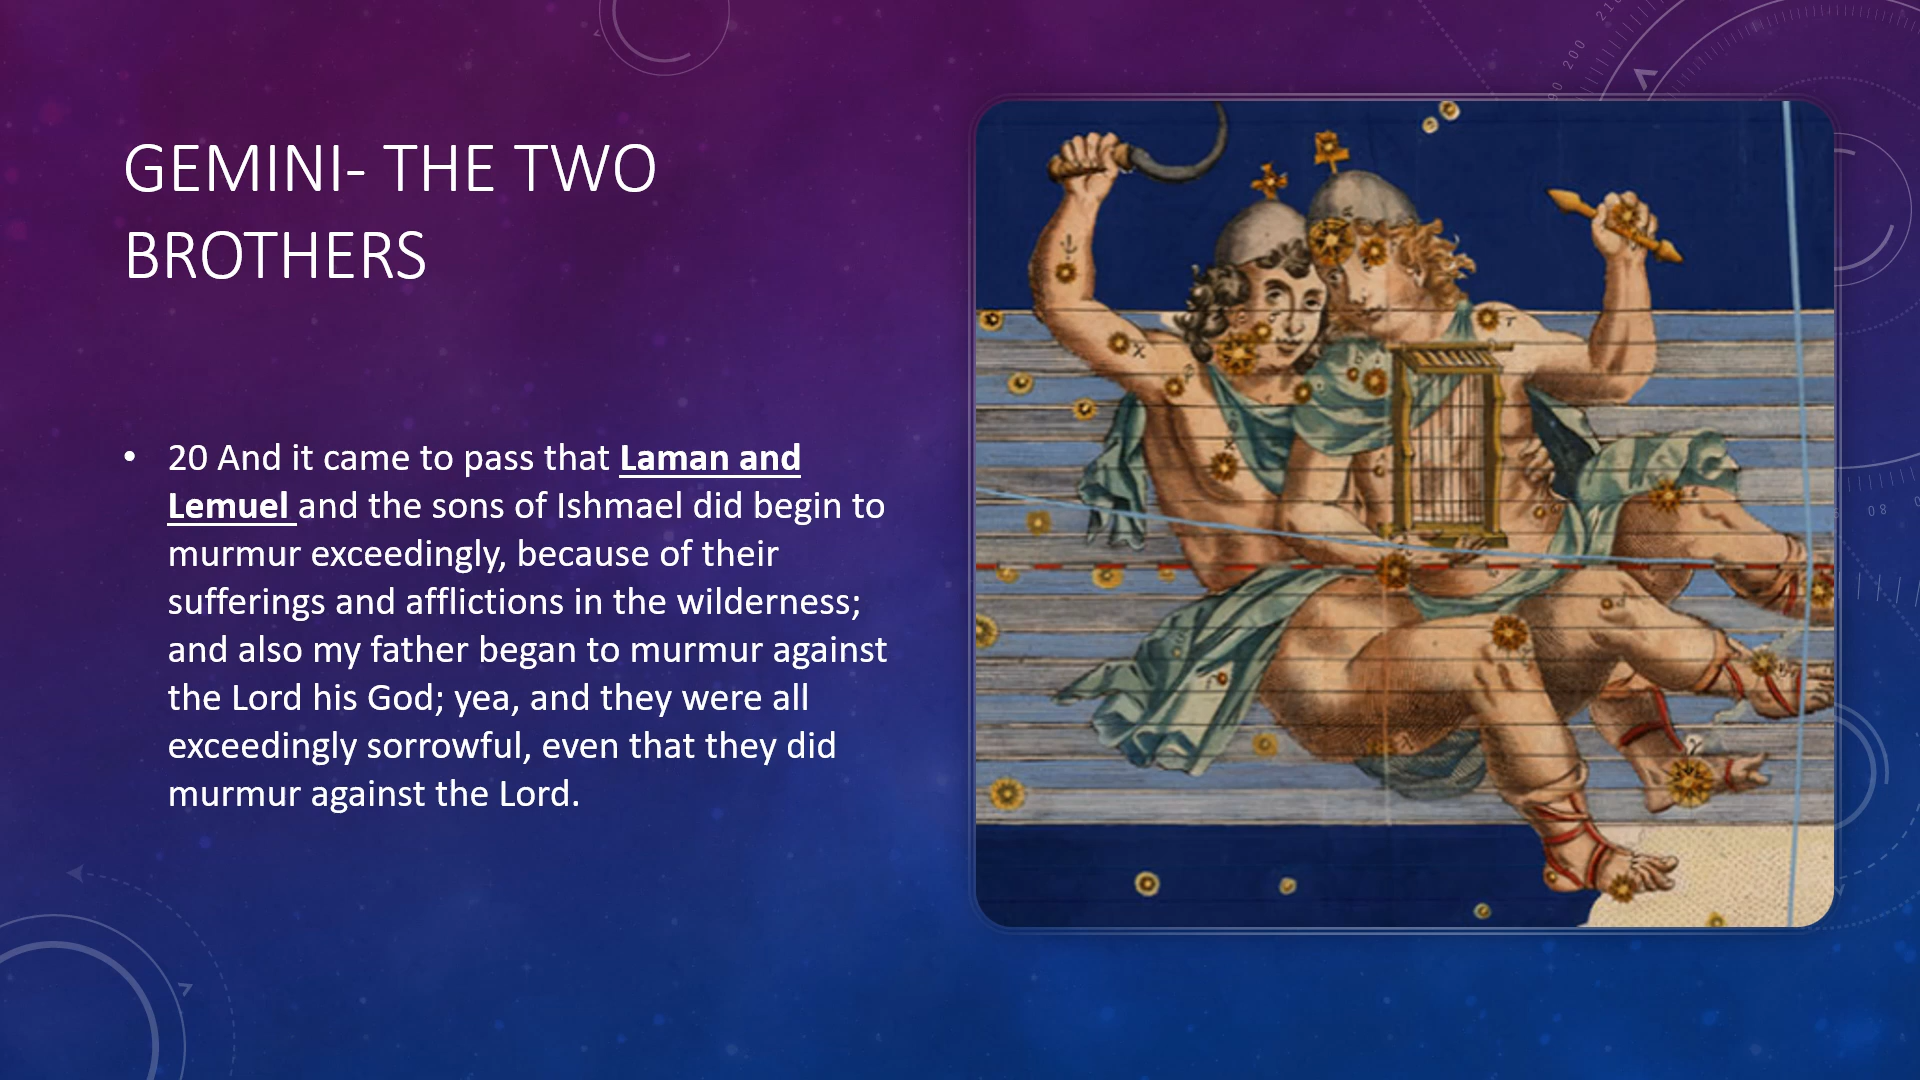 GEMINI- THE TWO
BROTHERS
• 20 And it came to pass that Laman and
Lemuel and the sons of Ishmael did begin to
murmur exceedingly, because of their
sufferings and afflictions in the wilderness;
and also my father began to murmur against
the Lord his God; yea, and they were all
exceedingly sorrowful, even that they did
murmur against the Lord.
200
80